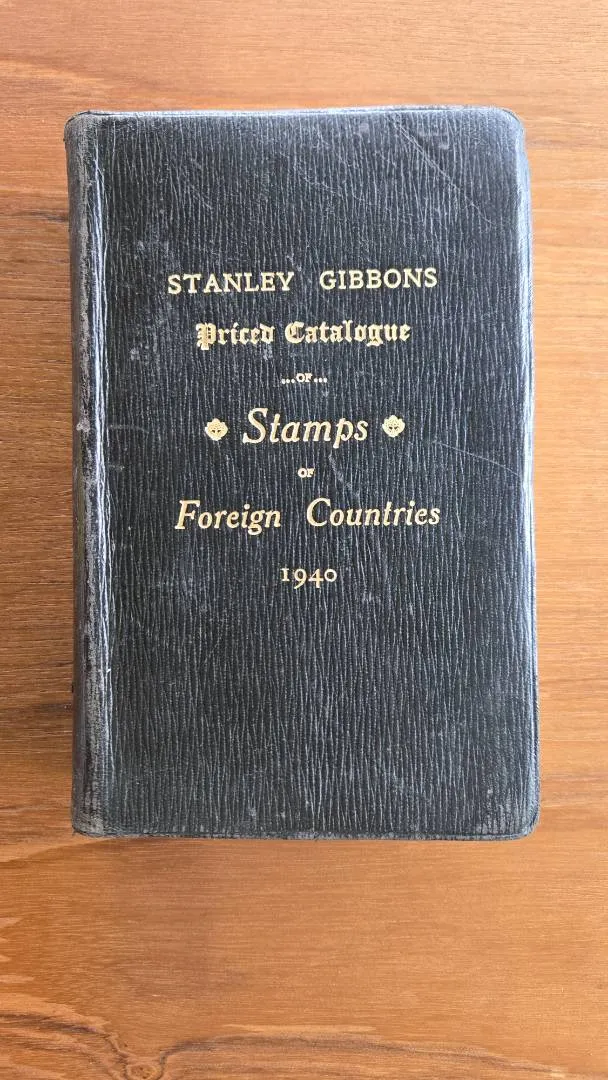 STANLEY GIBBONS
Priced Catalogue
...OF...
Stamps
OF
Foreign Countries
1940